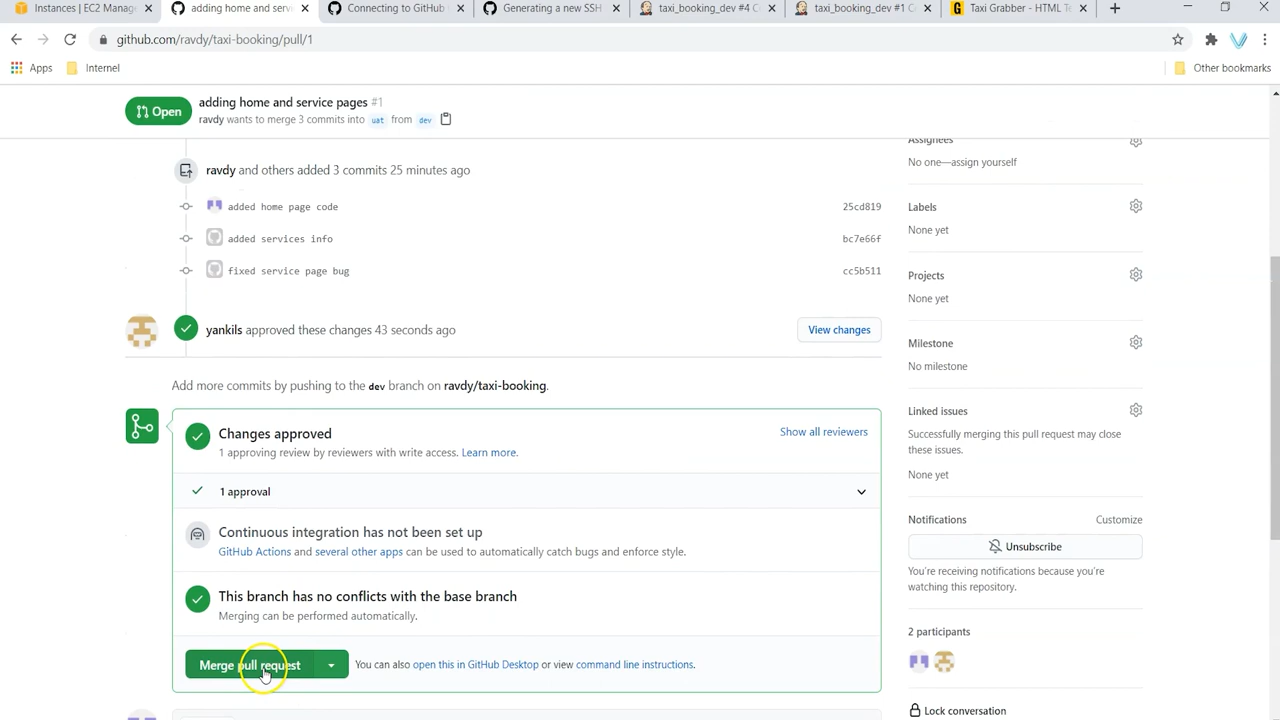 Instances | EC2 Manage
adding home and service
Connecting to GitHub
Generating a new SSH
taxi_booking_dev #4 C
taxi_booking_dev #1 C
Taxi Grabber - HTML Te
github.com/ravdy/taxi-booking/pull/1
Apps
Internet
Other bookmarks
Open
adding home and service pages #1
ravdy wants to merge 3 commits into uat from dev
ravdy and others added 3 commits 25 minutes ago
added home page code 25cd819
added services info bc7e66f
fixed service page bug cc5b511
yankils approved these changes 43 seconds ago
View changes
Add more commits by pushing to the dev branch on ravdy/taxi-booking.
Changes approved
Show all reviewers
1 approving review by reviewers with write access. Learn more.
1 approval
Continuous integration has not been set up
GitHub Actions and several other apps can be used to automatically catch bugs and enforce style.
This branch has no conflicts with the base branch
Merging can be performed automatically.
Merge pull request
You can also open this in GitHub Desktop or view command line instructions.
Assignees
No one—assign yourself
Labels
None yet
Projects
None yet
Milestone
No milestone
Linked issues
Successfully merging this pull request may close
these issues.
None yet
Notifications
Customize
Unsubscribe
You're receiving notifications because you're
watching this repository.
2 participants
Lock conversation